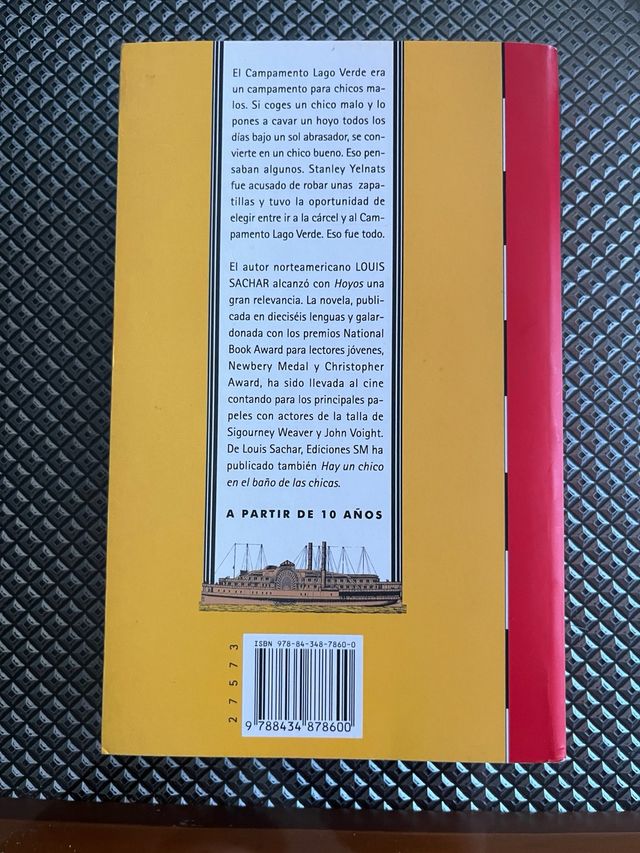 El Campamento Lago Verde era
un campamento para chicos ma-
los. Si coges un chico malo y lo
pones a cavar un hoyo todos los
días bajo un sol abrasador, se con-
vierte en un chico bueno. Eso pen-
saban algunos. Stanley Yelnats
fue acusado de robar unas zapa-
tillas y tuvo la oportunidad de
elegir entre ir a la cárcel y al Cam-
pamento Lago Verde. Eso fue todo.
El autor norteamericano LOUIS
SACHAR alcanzó con Hoyos una
gran relevancia. La novela, publi-
cada en dieciséis lenguas y galar-
donada con los premios National
Book Award para lectores jóvenes,
Newbery Medal y Christopher
Award, ha sido llevada al cine
contando para los principales pa-
peles con actores de la talla de
Sigourney Weaver y John Voight.
De Louis Sachar, Ediciones SM ha
publicado también Hay un chico
en el baño de las chicas.
A PARTIR DE 10 AÑOS
ISBN 978-84-348-7860-0
9 788434 878600
27573